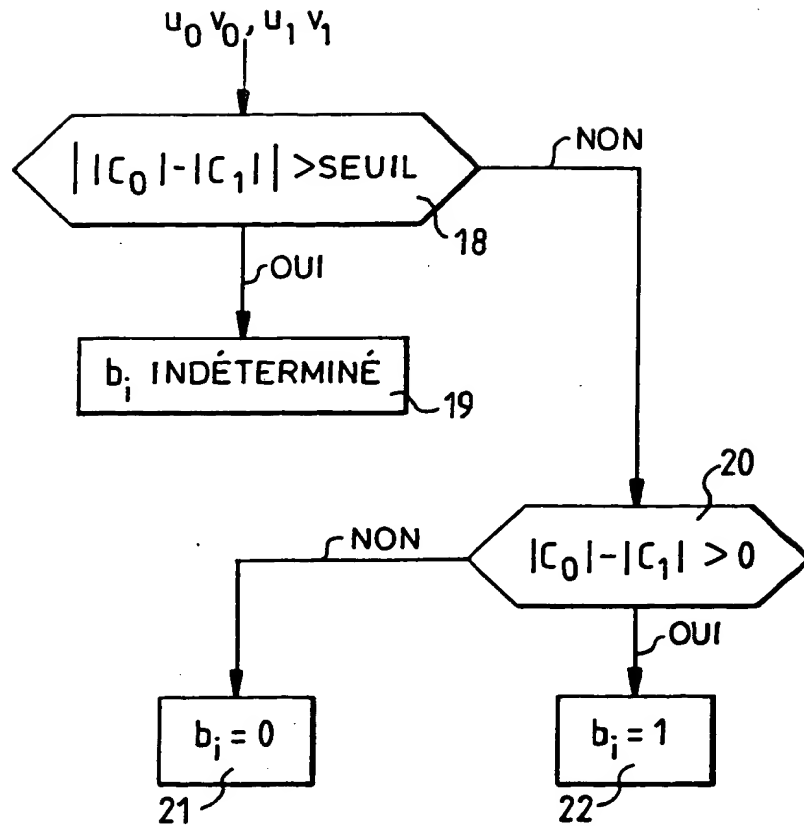 u₀ v₀, u₁ v₁
||C₀|-|C₁|| >SEUIL
NON
18
OUI
bᵢ INDÉTERMINÉ
19
20
NON
|C₀|-|C₁| >0
OUI
bᵢ = 0
bᵢ = 1
21
22